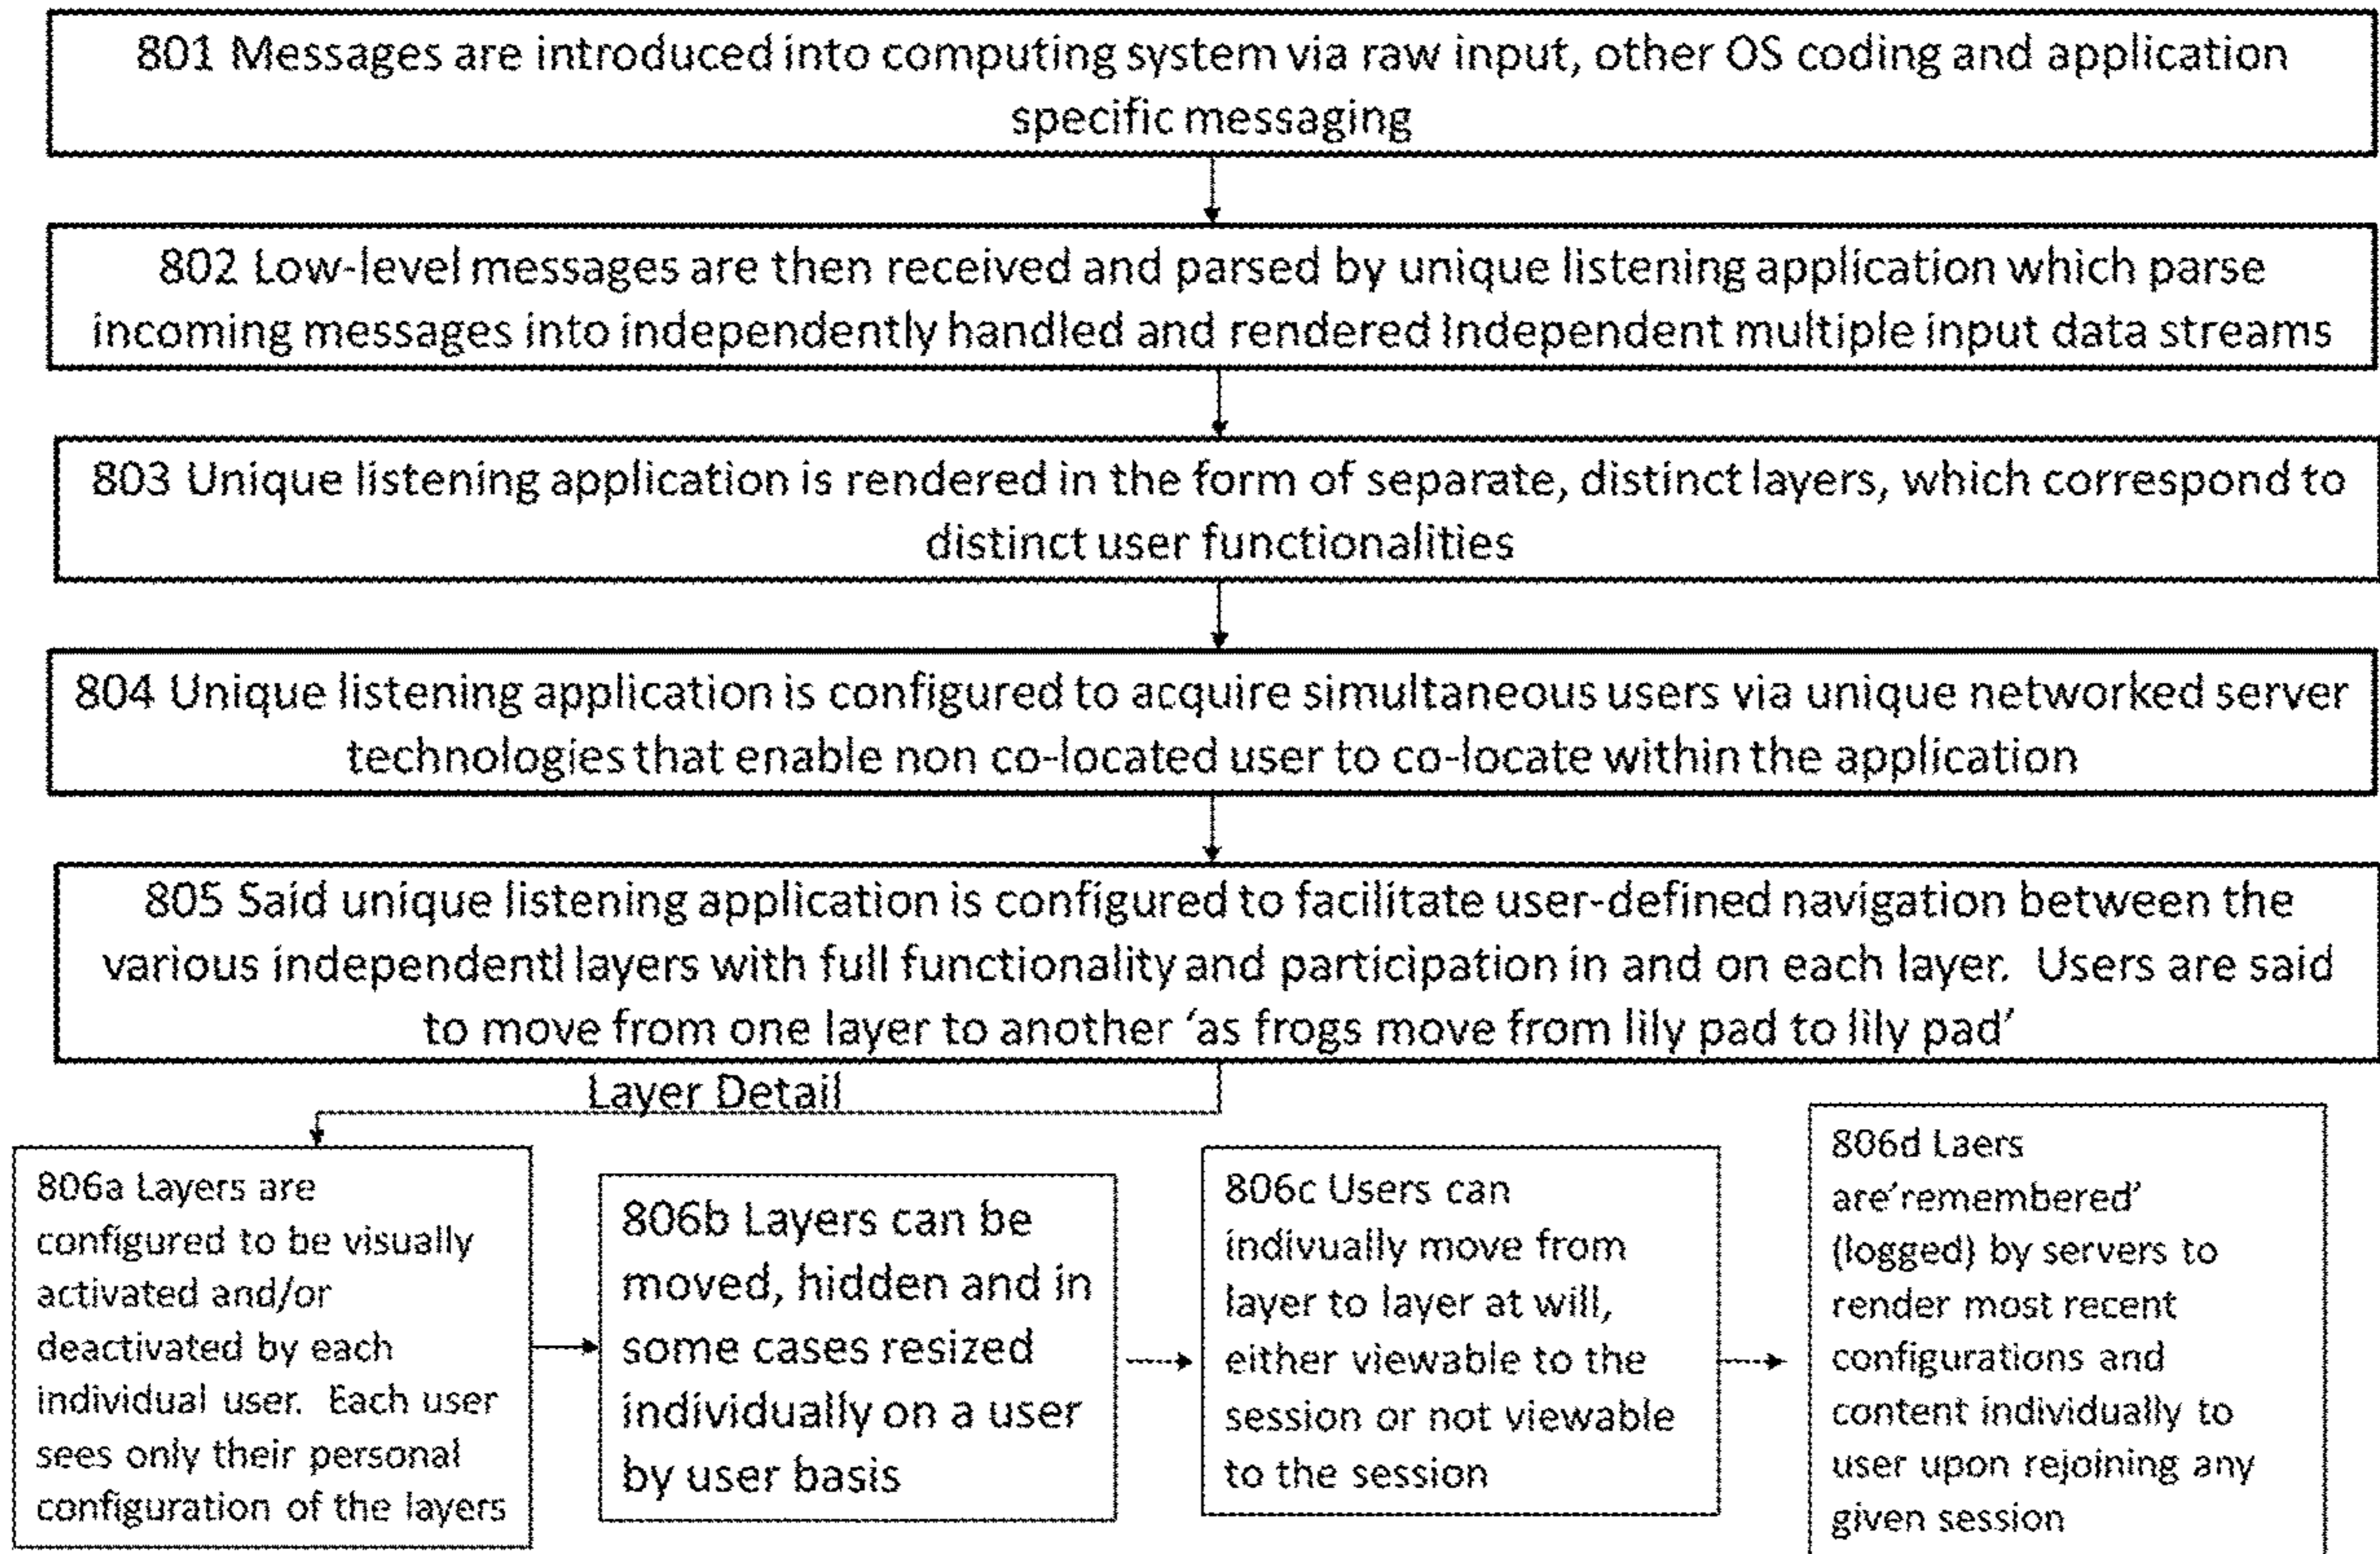 801 Messages are introduced into computing system via raw input, other OS coding and application
specific messaging
802 Low-level messages are then received and parsed by unique listening application which parse
incoming messages into independently handled and rendered Independent multiple input data streams
803 Unique listening application is rendered in the form of separate, distinct layers, which correspond to
distinct user functionalities
804 Unique listening application is configured to acquire simultaneous users via unique networked server
technologies that enable non co-located user to co-locate within the application
805 Said unique listening application is configured to facilitate user-defined navigation between the
various independentl layers with full functionality and participation in and on each layer.  Users are said
to move from one layer to another ‘as frogs move from lily pad to lily pad’
Layer Detail
806a Layers are
configured to be visually
activated and/or
deactivated by each
individual user.  Each user
sees only their personal
configuration of the layers
806b Layers can be
moved, hidden and in
some cases resized
individually on a user
by user basis
806c Users can
indivually move from
layer to layer at will,
either viewable to the
session or not viewable
to the session
806d Laers
are’remembered’
(logged) by servers to
render most recent
configurations and
content individually to
user upon rejoining any
given session